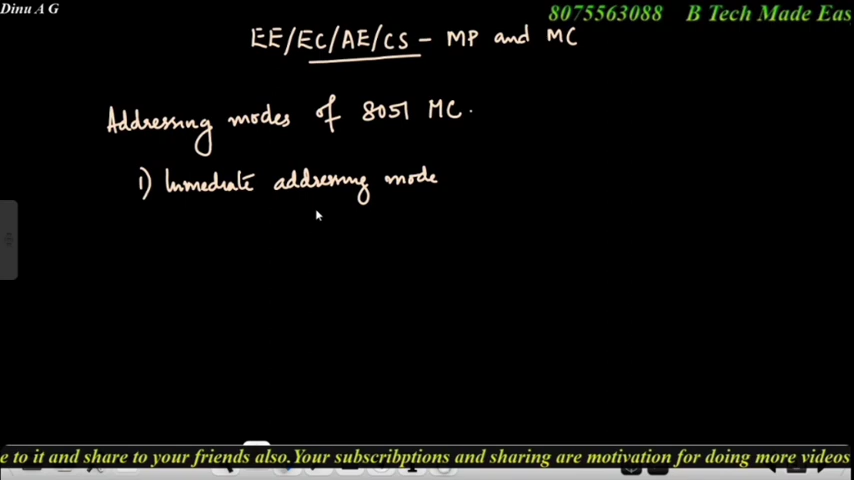 Dinu A G
8075563088 B Tech Made Eas
EE/EC/AE/CS - MP and MC
Addressing modes of 8051 MC.
1) Immediate addressing mode
e to it and share to your friends also.Your subscribptions and sharing are motivation for doing more videos